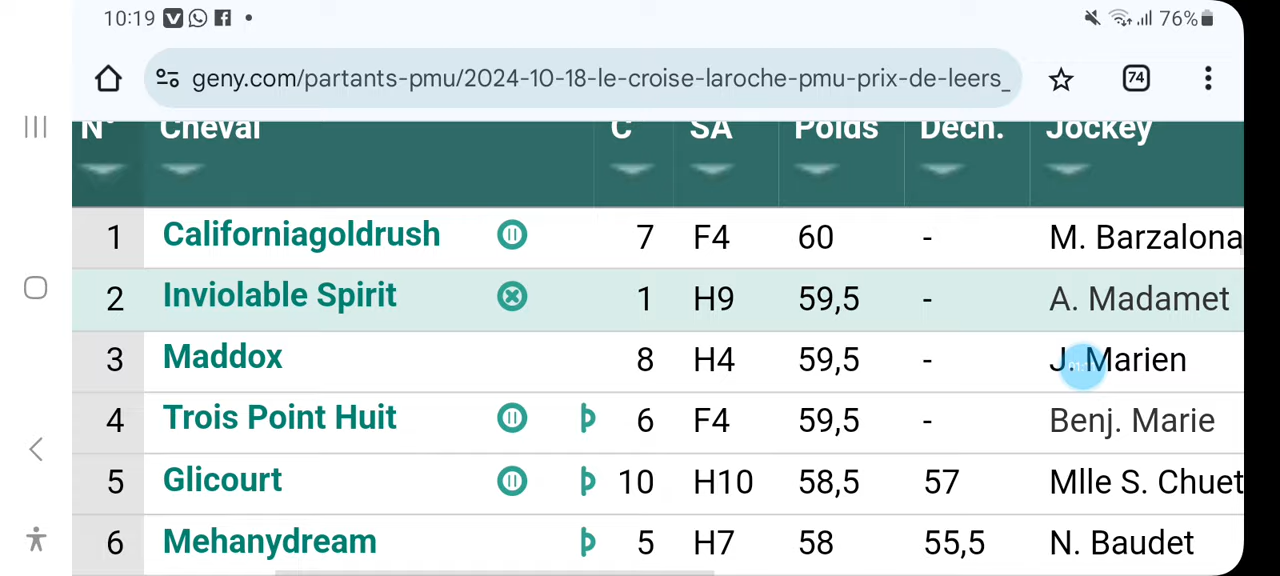 10:19 76%
geny.com/partants-pmu/2024-10-18-le-croise-laroche-pmu-prix-de-leers_ 74
N° Cheval C SA Poids Déch. Jockey
1 Californiagoldrush 7 F4 60 - M. Barzalona
2 Inviolable Spirit 1 H9 59,5 - A. Madamet
3 Maddox 8 H4 59,5 - J. Marien
4 Trois Point Huit 6 F4 59,5 - Benj. Marie
5 Glicourt 10 H10 58,5 57 Mlle S. Chuet
6 Mehanydream 5 H7 58 55,5 N. Baudet